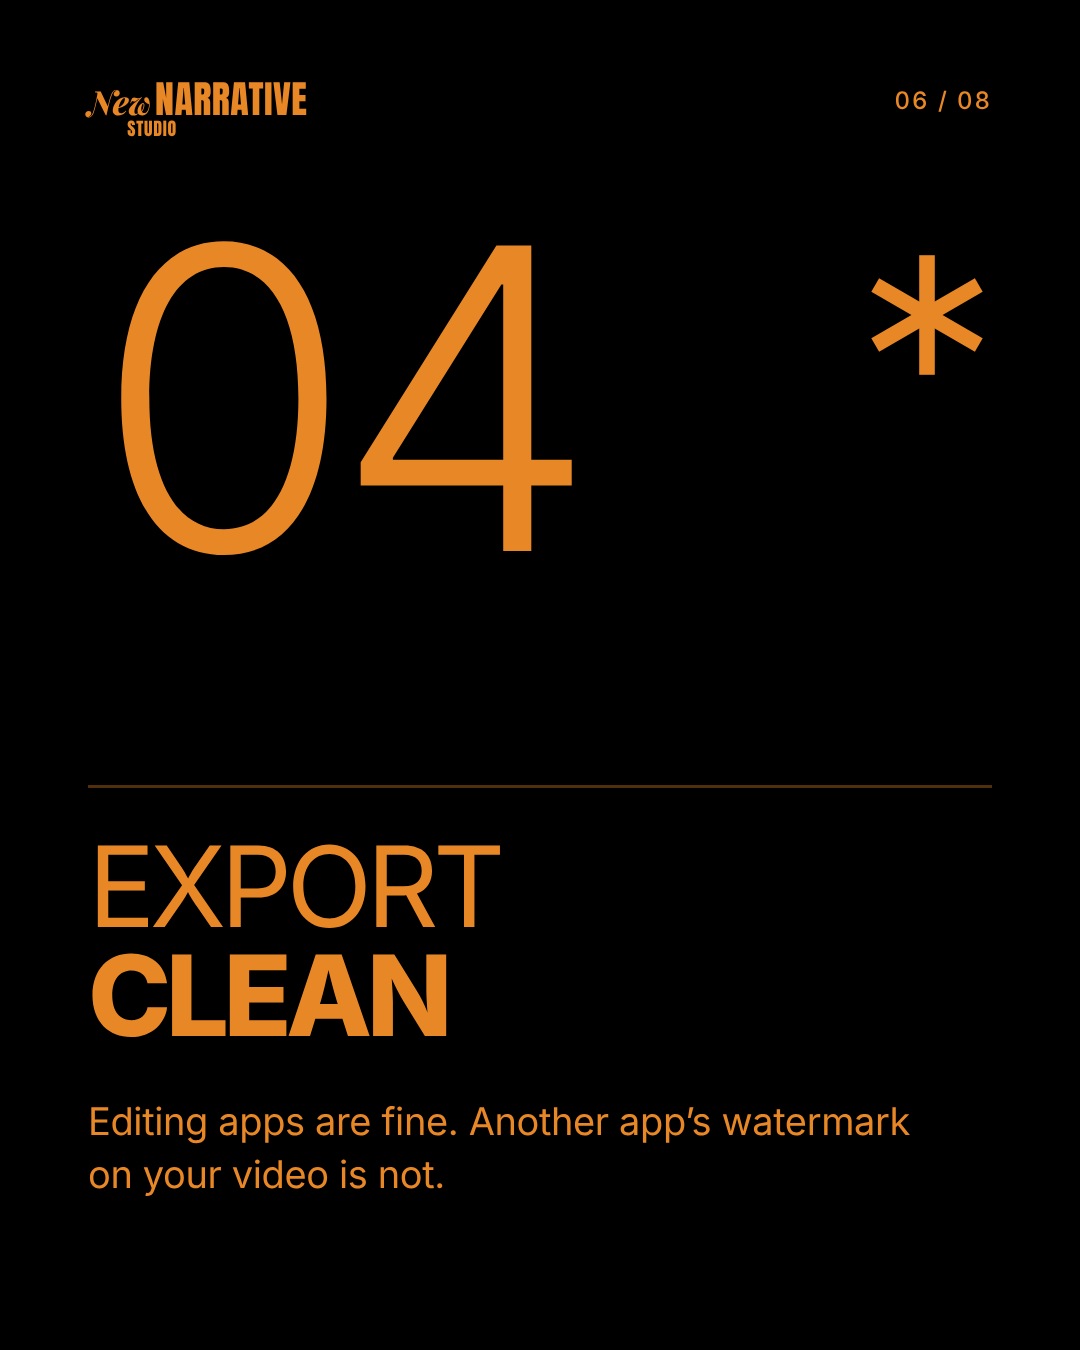 New NARRATIVE
STUDIO
06 / 08
04 *
EXPORT
CLEAN
Editing apps are fine. Another app’s watermark
on your video is not.